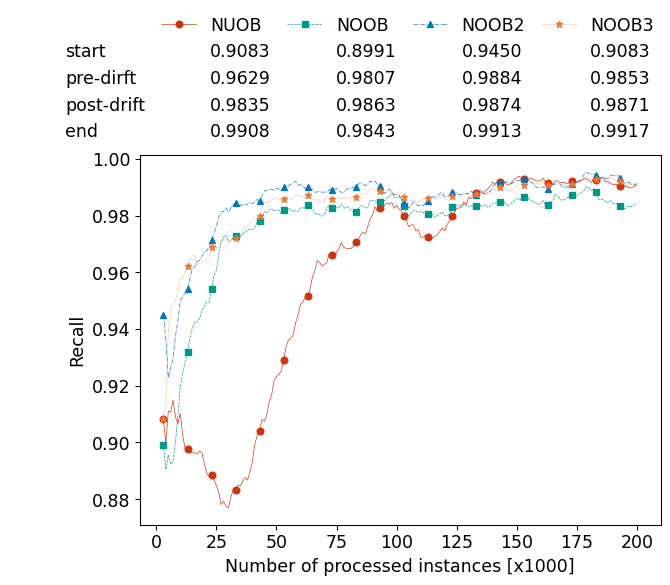 NUOB NOOB NOOB2 NOOB3
start 0.9083 0.8991 0.9450 0.9083
pre-dirft 0.9629 0.9807 0.9884 0.9853
post-drift 0.9835 0.9863 0.9874 0.9871
end 0.9908 0.9843 0.9913 0.9917
1.00
0.98
0.96
0.94
0.92
0.90
0.88
Recall
0 25 50 75 100 125 150 175 200
Number of processed instances [x1000]